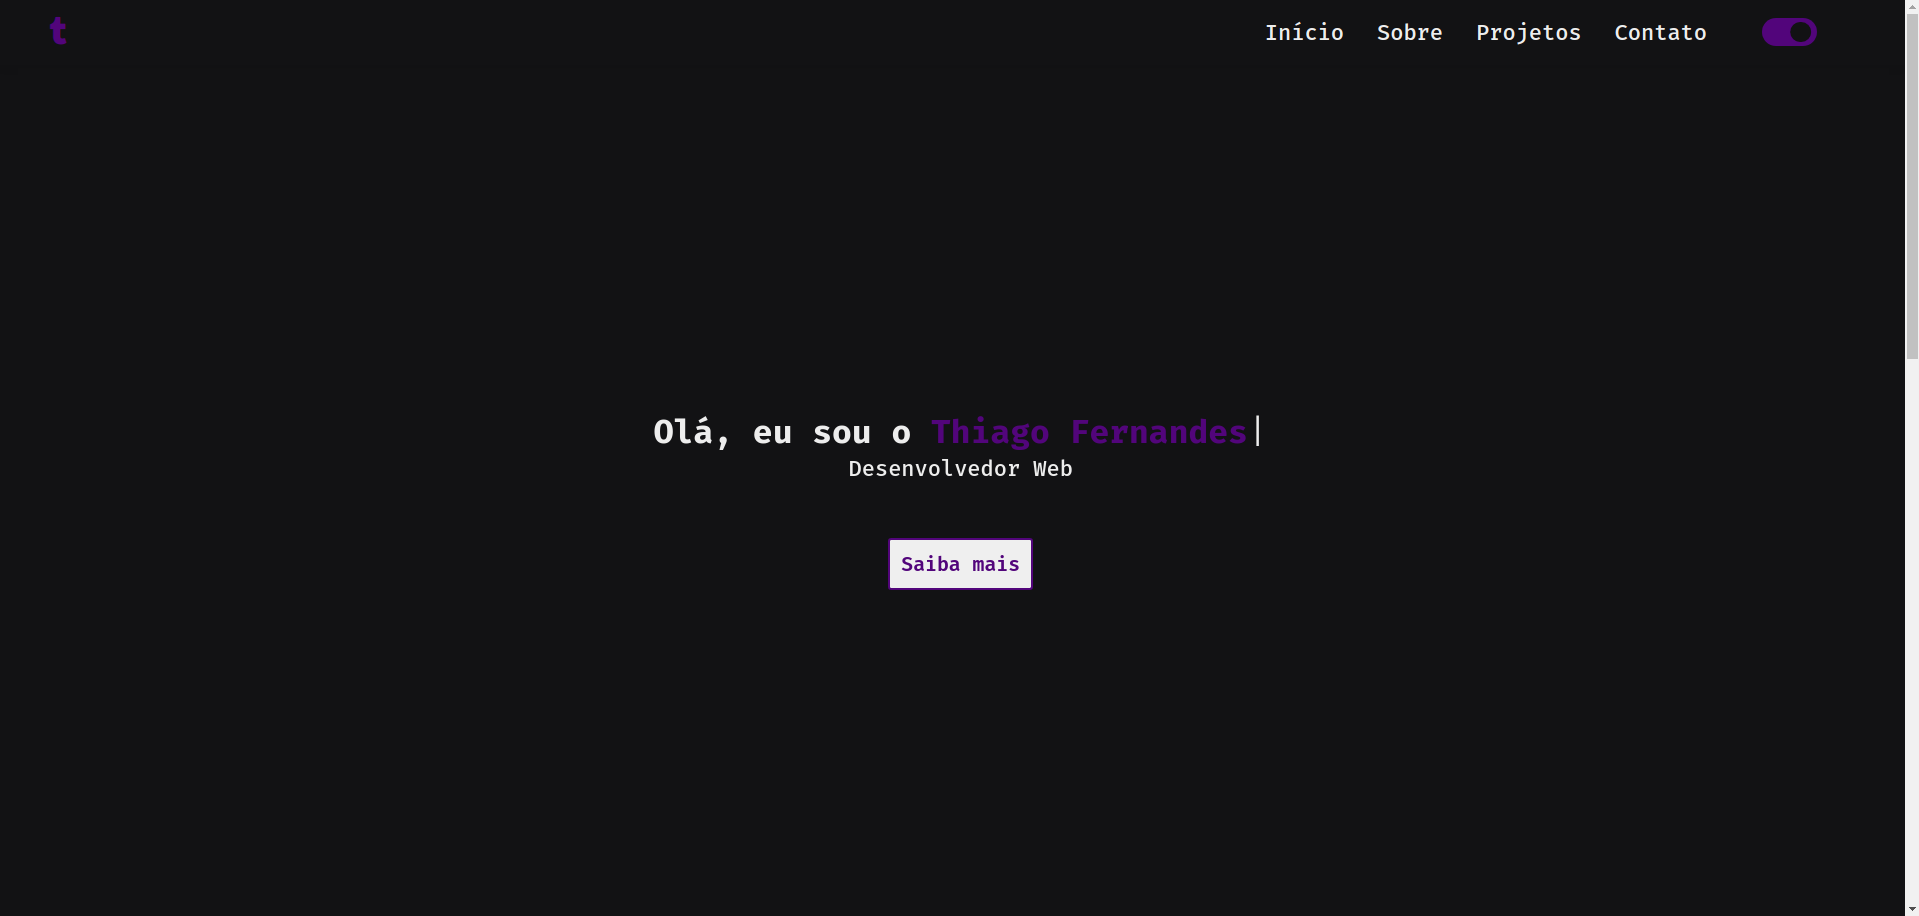 t
Início Sobre Projetos Contato
Olá, eu sou o Thiago Fernandes|
Desenvolvedor Web
Saiba mais